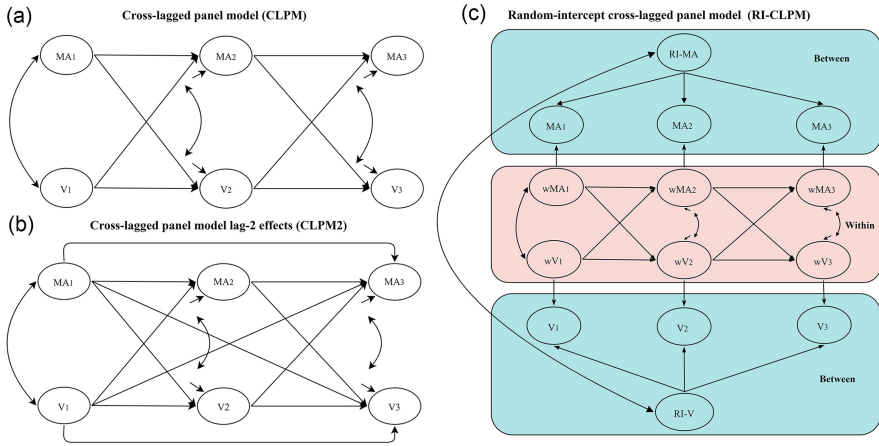 (a)
Cross-lagged panel model (CLPM)
MA1
MA2
MA3
V1
V2
V3
(b)
Cross-lagged panel model lag-2 effects (CLPM2)
MA1
MA2
MA3
V1
V2
V3
(c)
Random-intercept cross-lagged panel model (RI-CLPM)
RI-MA
Between
MA1
MA2
MA3
wMA1
wMA2
wMA3
Within
wV1
wV2
wV3
V1
V2
V3
Between
RI-V